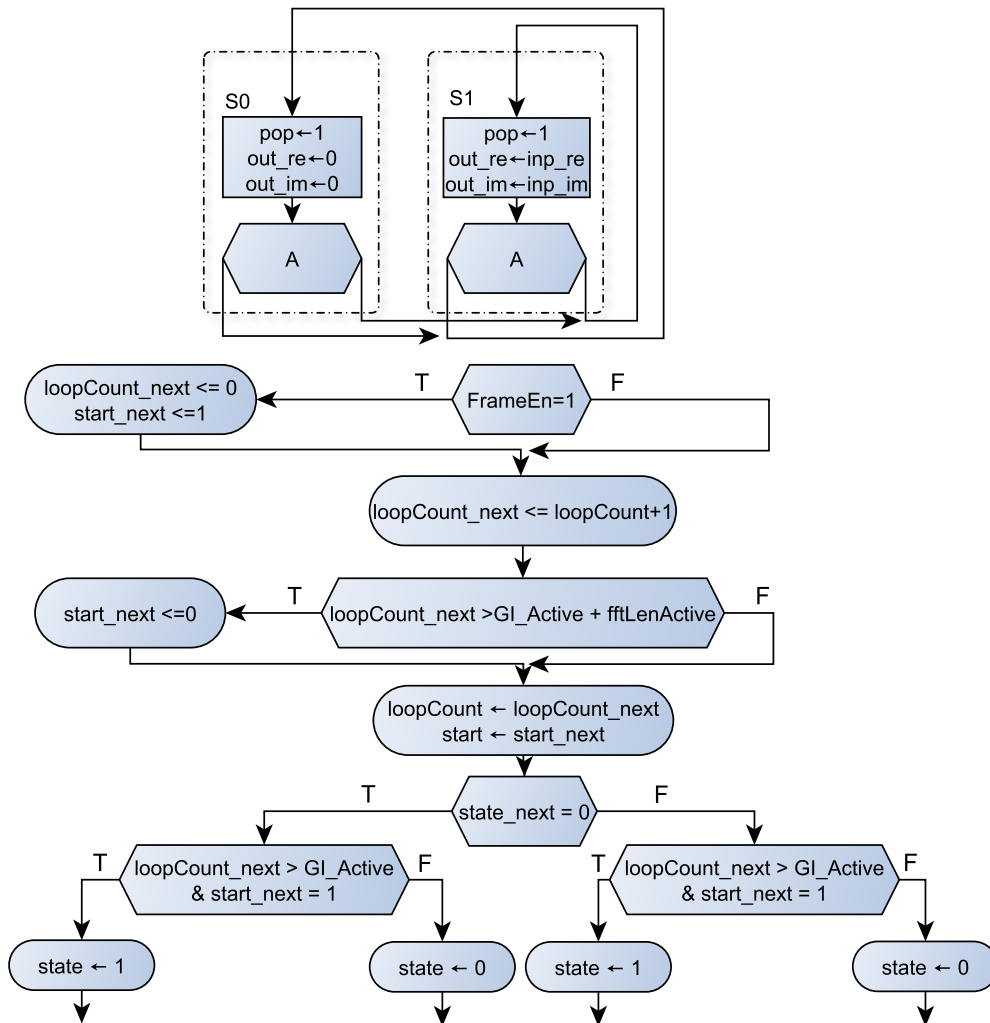 S0
S1
pop←1
out_re←0
out_im←0
pop←1
out_re←inp_re
out_im←inp_im
A
A
T
F
loopCount_next <= 0
start_next <=1
FrameEn=1
loopCount_next <= loopCount+1
T
F
start_next <=0
loopCount_next >GI_Active + fftLenActive
loopCount ← loopCount_next
start ← start_next
T
F
state_next = 0
T
loopCount_next > GI_Active
& start_next = 1
F
T
loopCount_next > GI_Active
& start_next = 1
F
state ← 1
state ← 0
state ← 1
state ← 0